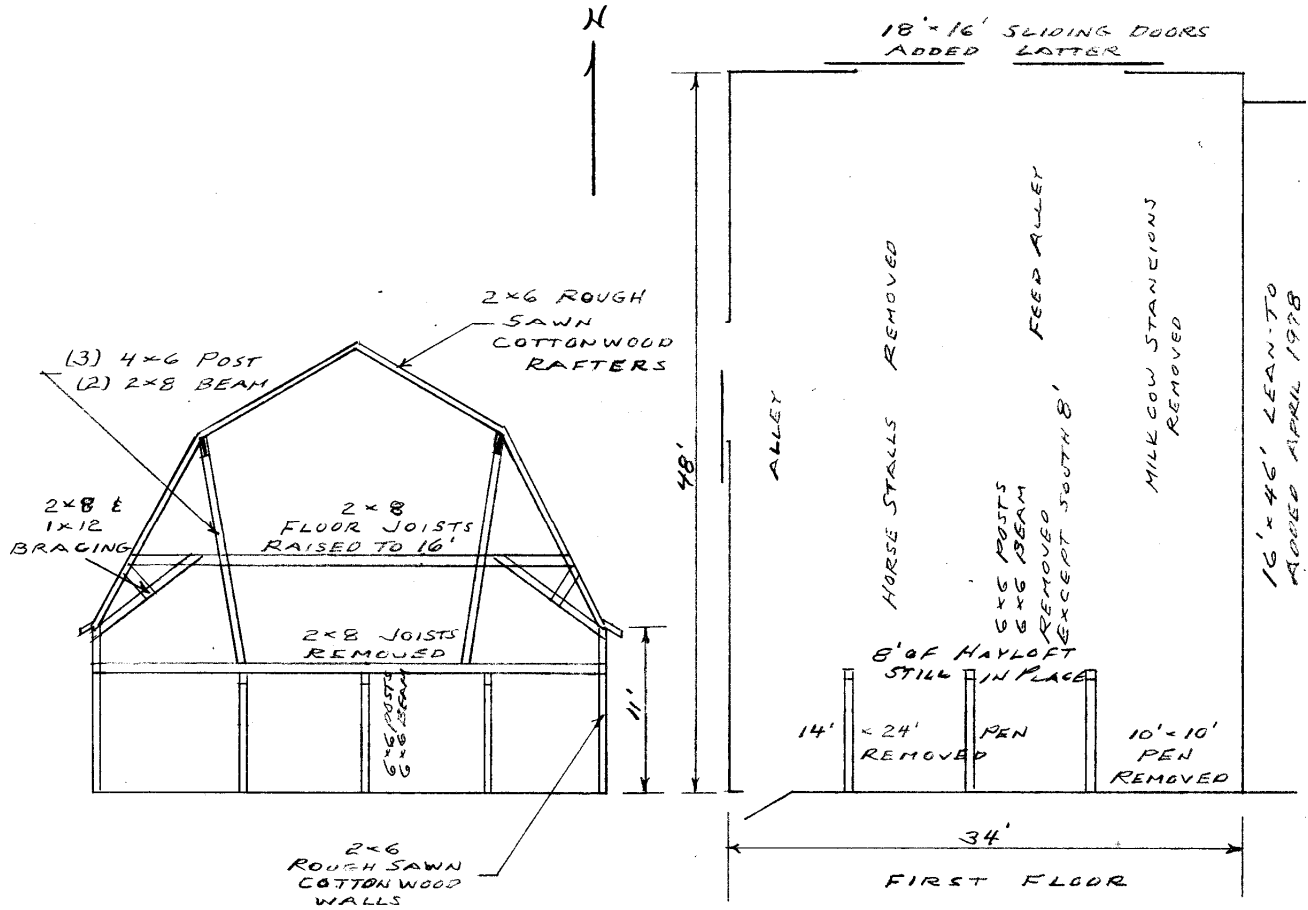 N
18'×16' SLIDING DOORS
ADDED LATTER
2×6 ROUGH
SAWN
COTTONWOOD
RAFTERS
(3) 4×6 POST
(2) 2×8 BEAM
2×8 &
1×12
BRACING
2×8
FLOOR JOISTS
RAISED TO 16'
2×8 JOISTS
REMOVED
6×6 POSTS
6×6 BEAM
11'
2×6
ROUGH SAWN
COTTONWOOD
WALLS
48'
ALLEY
HORSE STALLS REMOVED
FEED ALLEY
6×6 POSTS
6×6 BEAM
REMOVED
EXCEPT SOUTH 8'
MILK COW STANCIONS
REMOVED
16'×46' LEAN-TO
ADDED APRIL 1978
8' OF HAYLOFT
STILL IN PLACE
14' × 24' PEN
REMOVED
10'×10'
PEN
REMOVED
34'
FIRST FLOOR